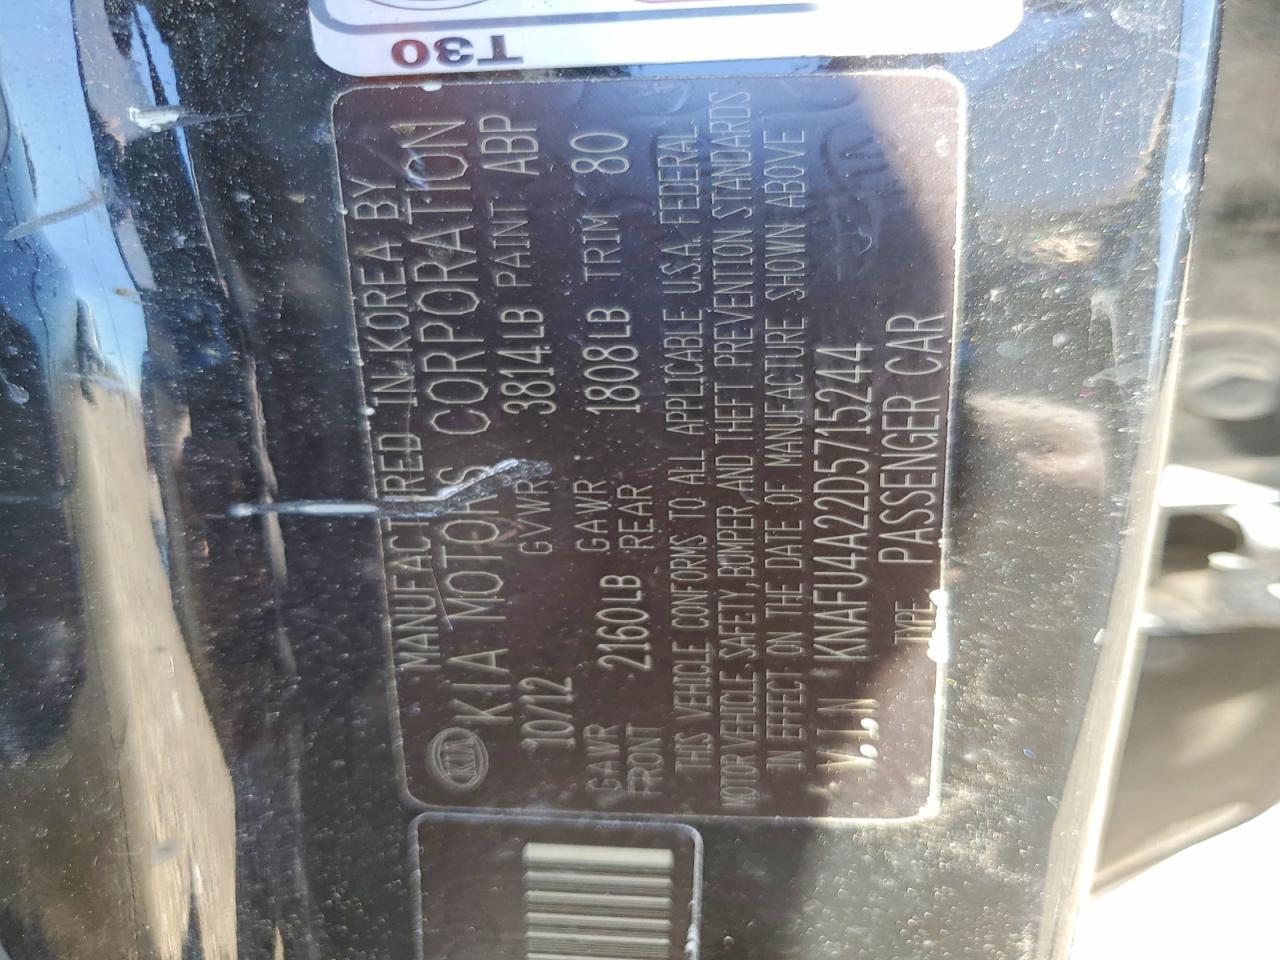 T30
MANUFACTURED IN KOREA BY
KIA KIA MOTORS CORPORATION
10/12 GVWR 3814LB PAINT ABP
GAWR FRONT 2160LB GAWR REAR 1808LB TRIM 80
THIS VEHICLE CONFORMS TO ALL APPLICABLE U.S.A. FEDERAL
MOTOR VEHICLE SAFETY, BUMPER, AND THEFT PREVENTION STANDARDS
IN EFFECT ON THE DATE OF MANUFACTURE SHOWN ABOVE
V.I.N KNAFU4A22D5715244
TYPE PASSENGER CAR